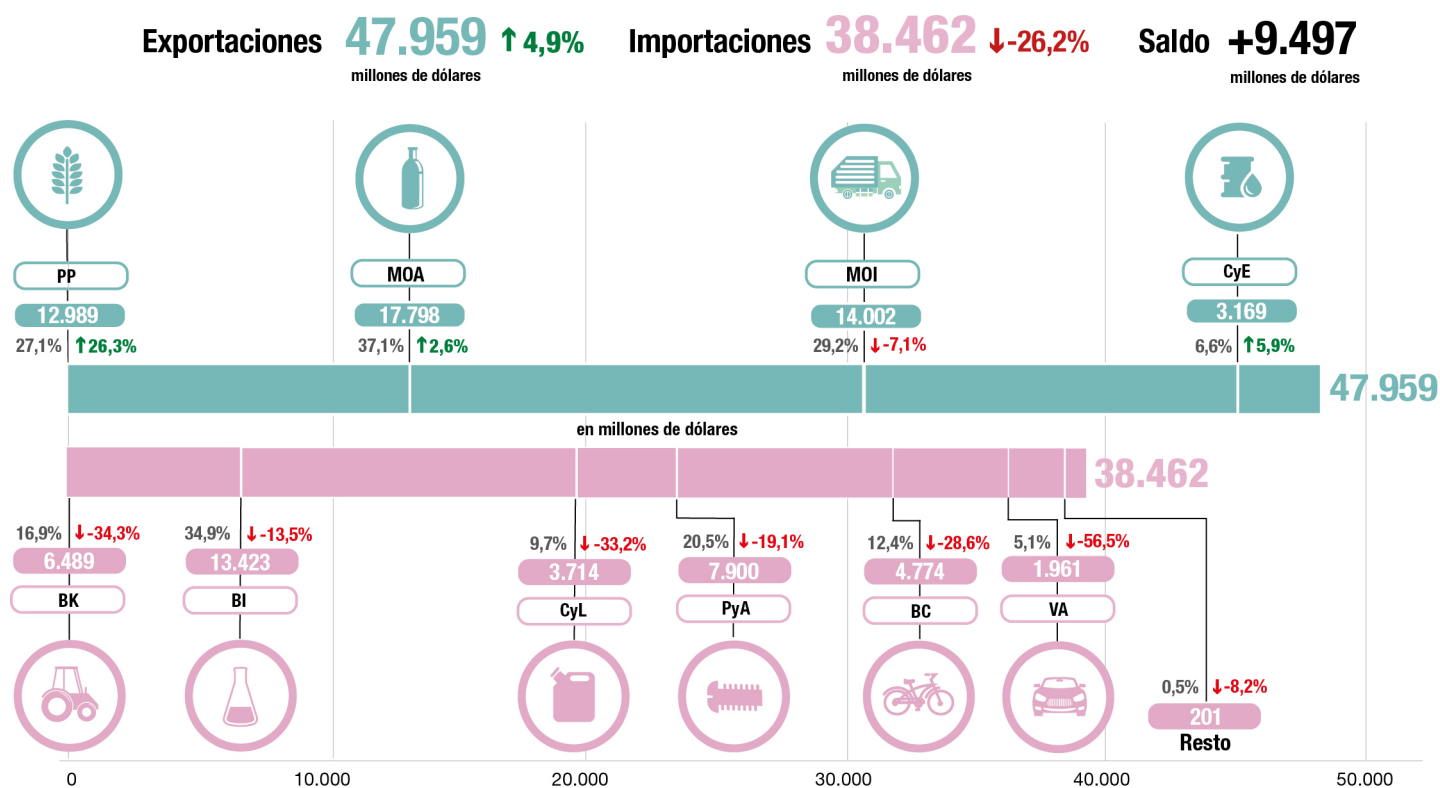 Exportaciones 47.959 ↑ 4,9% Importaciones 38.462 ↓-26,2% Saldo +9.497
millones de dólares millones de dólares millones de dólares
PP MOA MOI CyE
12.989 17.798 14.002 3.169
27,1% ↑26,3% 37,1% ↑2,6% 29,2% ↓-7,1% 6,6% ↑5,9%
47.959
en millones de dólares
38.462
16,9% ↓-34,3% 34,9% ↓-13,5% 9,7% ↓-33,2% 20,5% ↓-19,1% 12,4% ↓-28,6% 5,1% ↓-56,5%
6.489 13.423 3.714 7.900 4.774 1.961
BK BI CyL PyA BC VA
0,5% ↓-8,2%
201
Resto
0 10.000 20.000 30.000 40.000 50.000